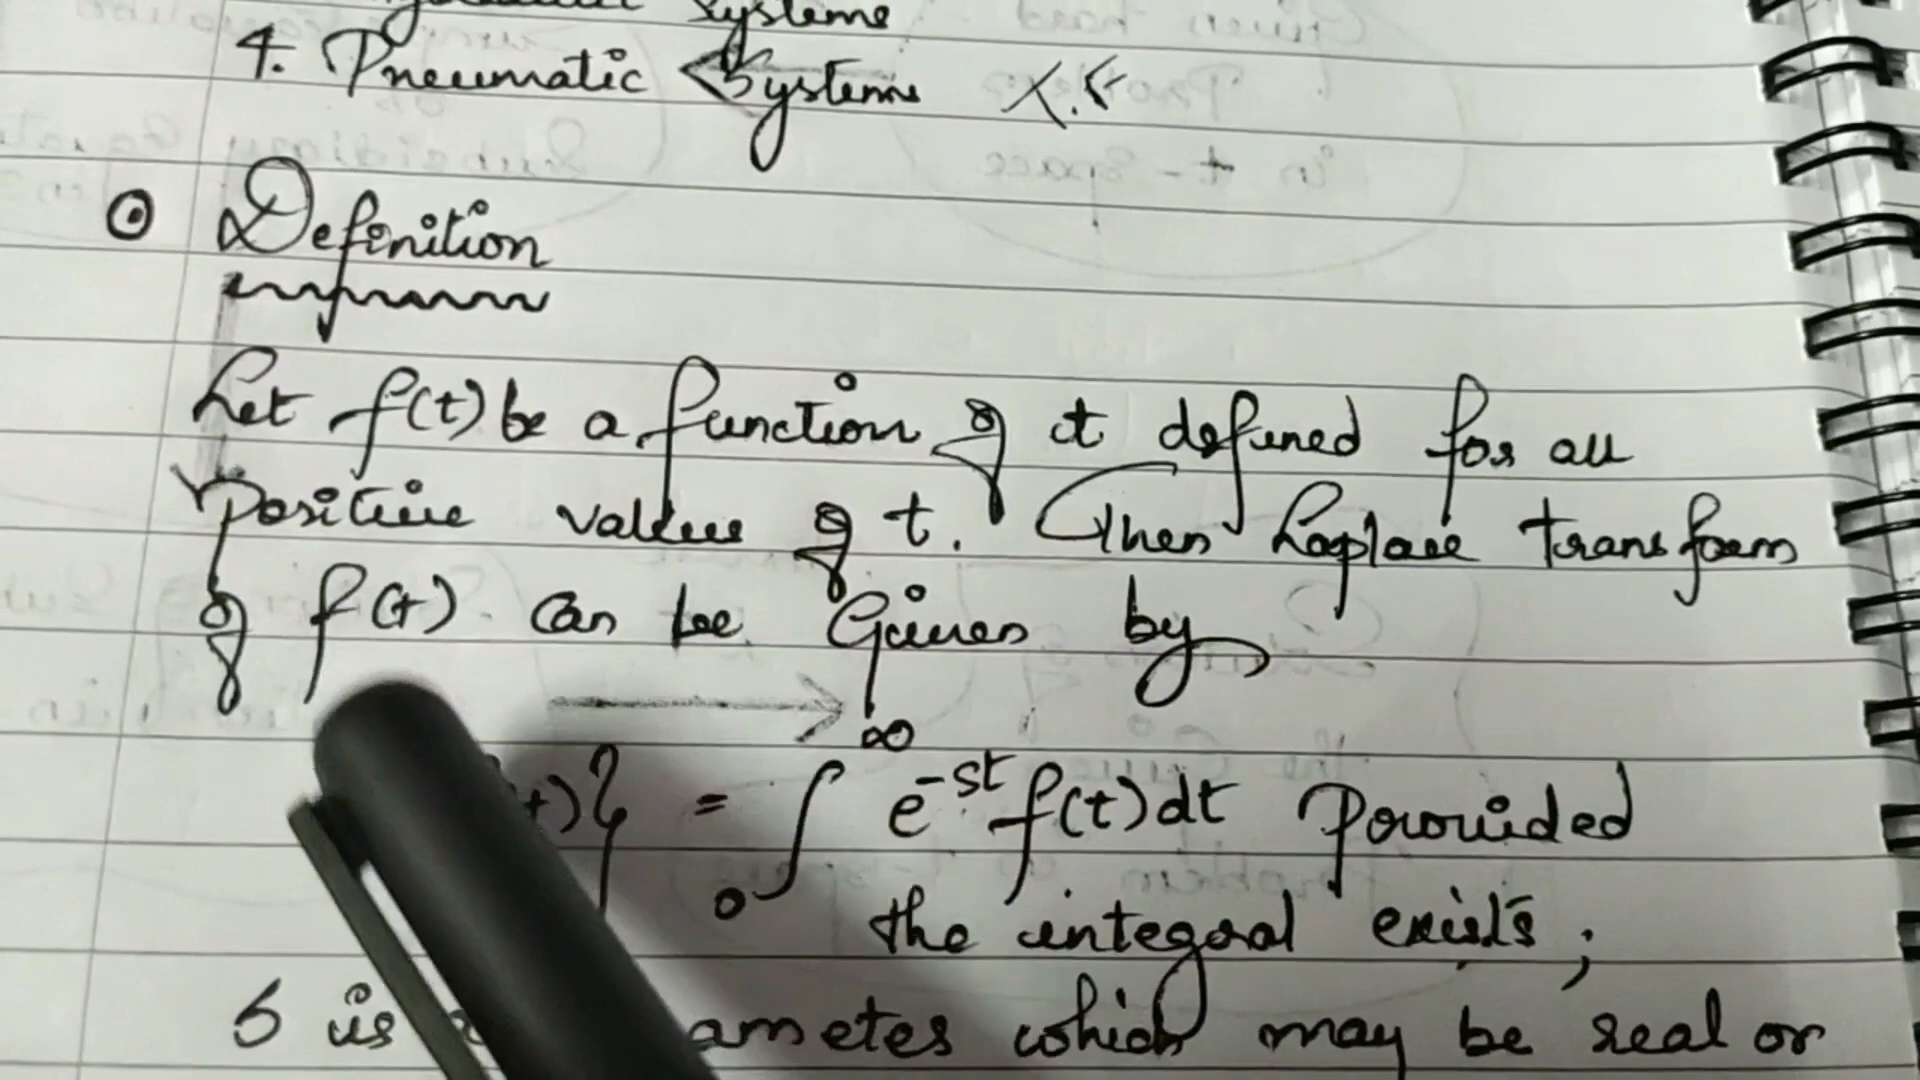 Systems
4. Pneumatic Systems
Definition
Let f(t) be a function of t defined for all
positive values of t. Then Laplace transform
of f(t) can be Given by
t)} = ∫₀^∞ e^-st f(t)dt Provided
the integral exists;
s is ameter which may be real or